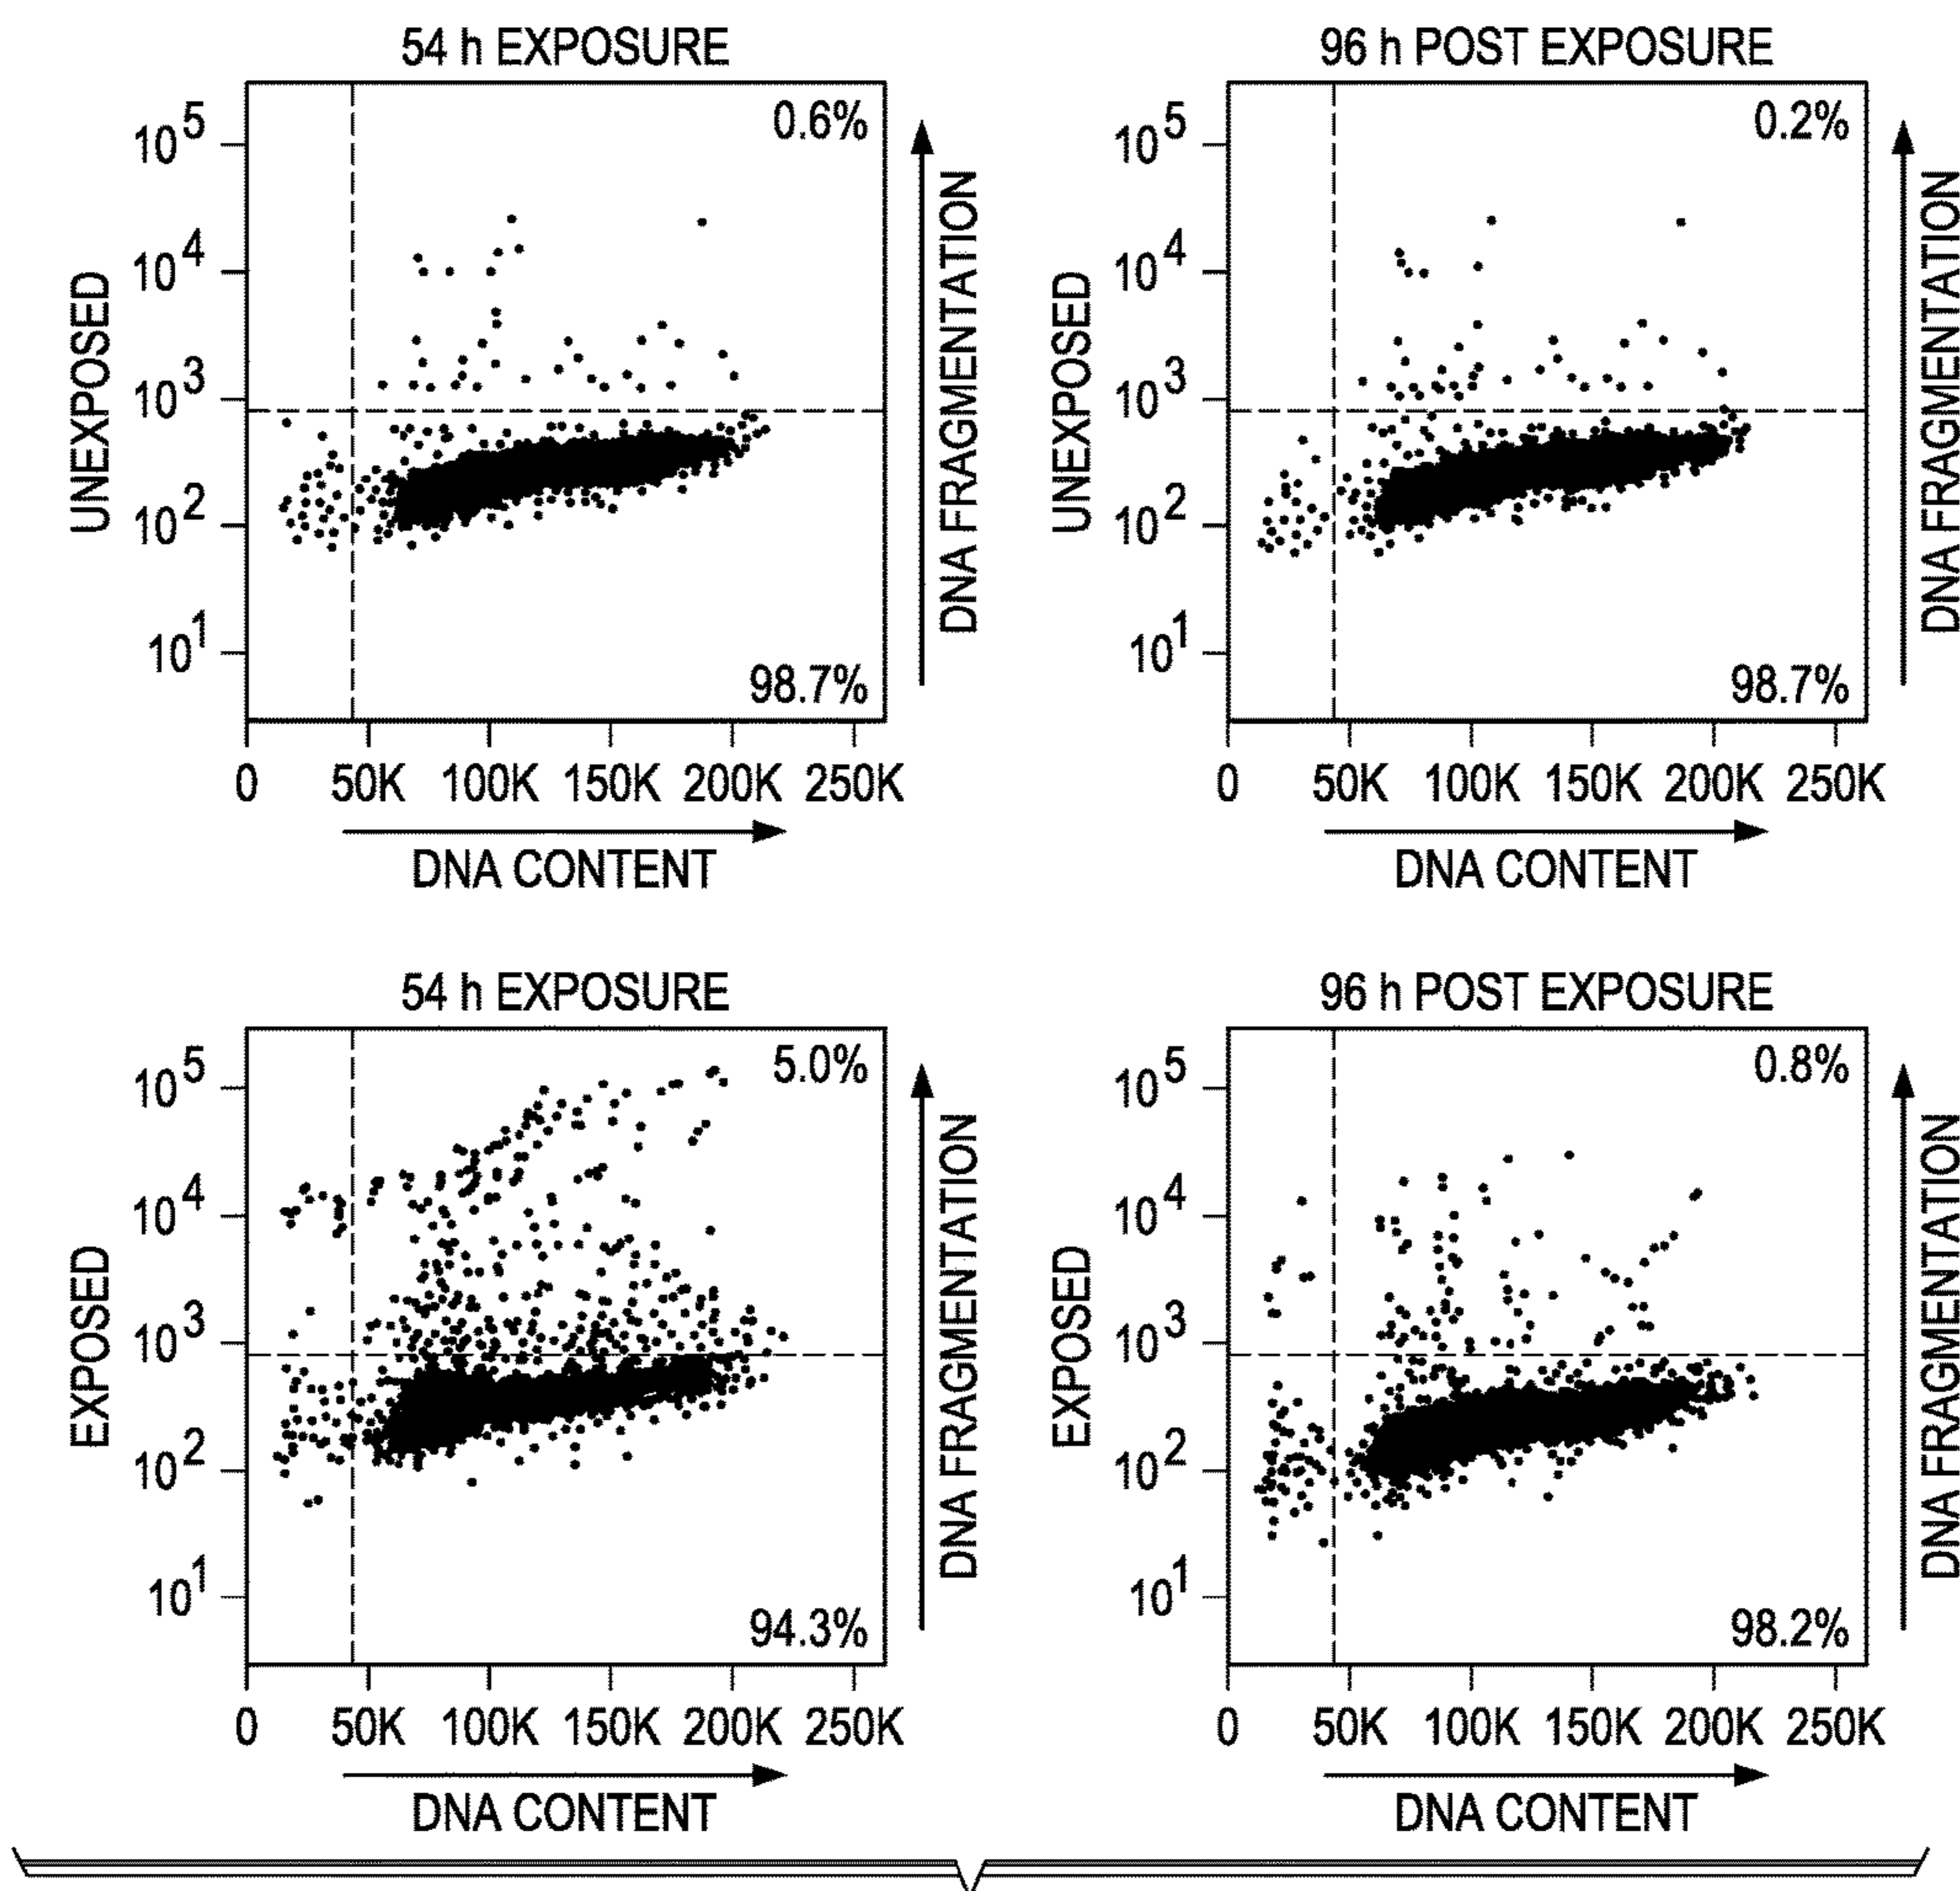 54 h EXPOSURE
0.6%
10^5
10^4
10^3
10^2
10^1
UNEXPOSED
98.7%
DNA FRAGMENTATION
0 50K 100K 150K 200K 250K
DNA CONTENT
96 h POST EXPOSURE
0.2%
10^5
10^4
10^3
10^2
10^1
UNEXPOSED
98.7%
DNA FRAGMENTATION
0 50K 100K 150K 200K 250K
DNA CONTENT
54 h EXPOSURE
5.0%
10^5
10^4
10^3
10^2
10^1
EXPOSED
94.3%
DNA FRAGMENTATION
0 50K 100K 150K 200K 250K
DNA CONTENT
96 h POST EXPOSURE
0.8%
10^5
10^4
10^3
10^2
10^1
EXPOSED
98.2%
DNA FRAGMENTATION
0 50K 100K 150K 200K 250K
DNA CONTENT